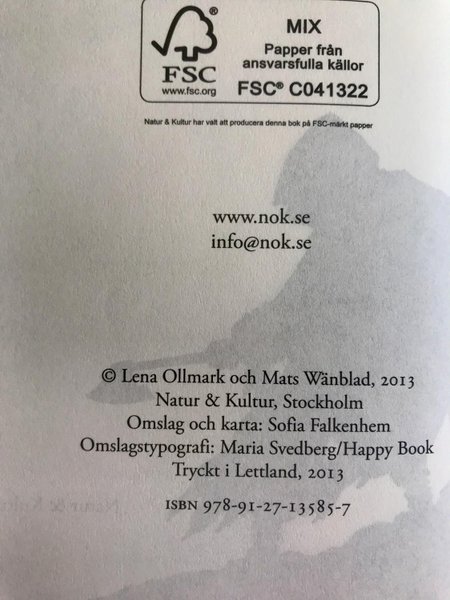 MIX
Papper från
ansvarsfulla källor
FSC® C041322
FSC
www.fsc.org
Natur & Kultur har valt att producera denna bok på FSC-märkt papper
www.nok.se
info@nok.se
© Lena Ollmark och Mats Wänblad, 2013
Natur & Kultur, Stockholm
Omslag och karta: Sofia Falkenhem
Omslagstypografi: Maria Svedberg/Happy Book
Tryckt i Lettland, 2013
ISBN 978-91-27-13585-7